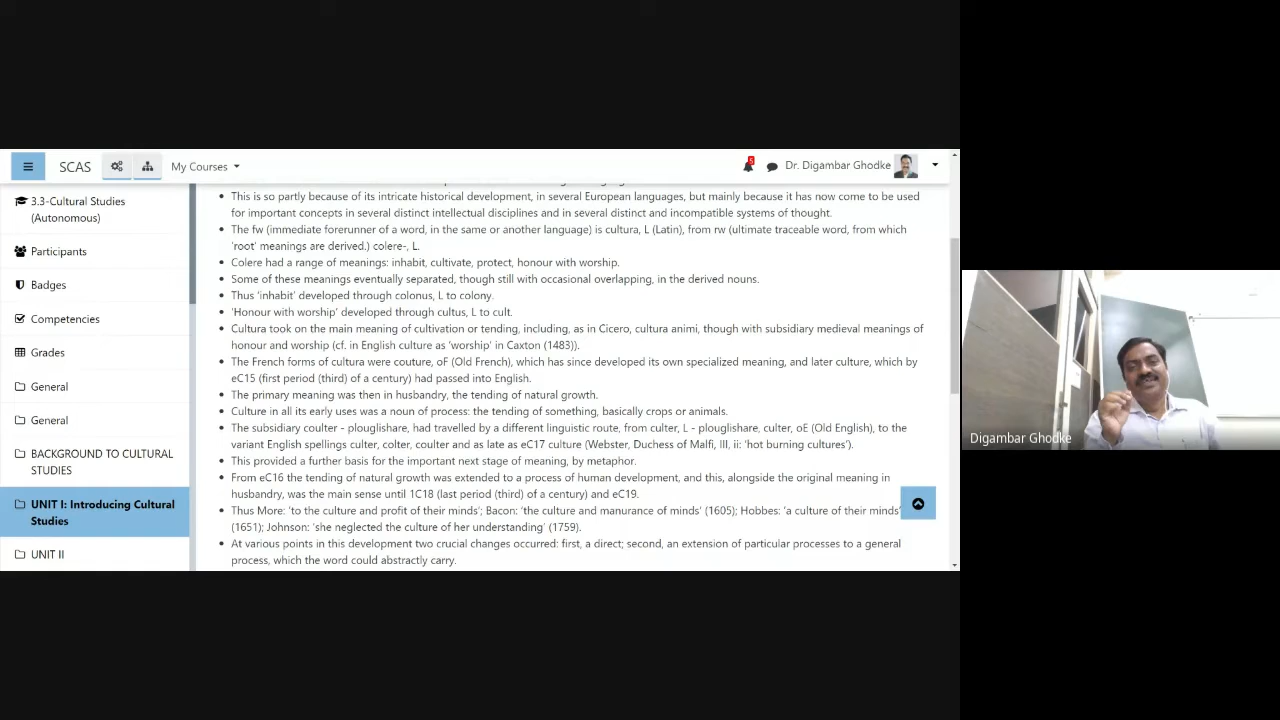 SCAS
My Courses
5
Dr. Digambar Ghodke
3.3-Cultural Studies
(Autonomous)
Participants
Badges
Competencies
Grades
General
General
BACKGROUND TO CULTURAL
STUDIES
UNIT I: Introducing Cultural
Studies
UNIT II
This is so partly because of its intricate historical development, in several European languages, but mainly because it has now come to be used
for important concepts in several distinct intellectual disciplines and in several distinct and incompatible systems of thought.
The fw (immediate forerunner of a word, in the same or another language) is cultura, L (Latin), from rw (ultimate traceable word, from which
'root' meanings are derived.) colere-, L.
Colere had a range of meanings: inhabit, cultivate, protect, honour with worship.
Some of these meanings eventually separated, though still with occasional overlapping, in the derived nouns.
Thus 'inhabit' developed through colonus, L to colony.
'Honour with worship' developed through cultus, L to cult.
Cultura took on the main meaning of cultivation or tending, including, as in Cicero, cultura animi, though with subsidiary medieval meanings of
honour and worship (cf. in English culture as 'worship' in Caxton (1483)).
The French forms of cultura were couture, oF (Old French), which has since developed its own specialized meaning, and later culture, which by
eC15 (first period (third) of a century) had passed into English.
The primary meaning was then in husbandry, the tending of natural growth.
Culture in all its early uses was a noun of process: the tending of something, basically crops or animals.
The subsidiary coulter - plouglishare, had travelled by a different linguistic route, from culter, L - plouglishare, culter, oE (Old English), to the
variant English spellings culter, colter, coulter and as late as eC17 culture (Webster, Duchess of Malfi, III, ii: 'hot burning cultures').
This provided a further basis for the important next stage of meaning, by metaphor.
From eC16 the tending of natural growth was extended to a process of human development, and this, alongside the original meaning in
husbandry, was the main sense until 1C18 (last period (third) of a century) and eC19.
Thus More: 'to the culture and profit of their minds'; Bacon: 'the culture and manurance of minds' (1605); Hobbes: 'a culture of their minds'
(1651); Johnson: 'she neglected the culture of her understanding' (1759).
At various points in this development two crucial changes occurred: first, a direct; second, an extension of particular processes to a general
process, which the word could abstractly carry.
Digambar Ghodke